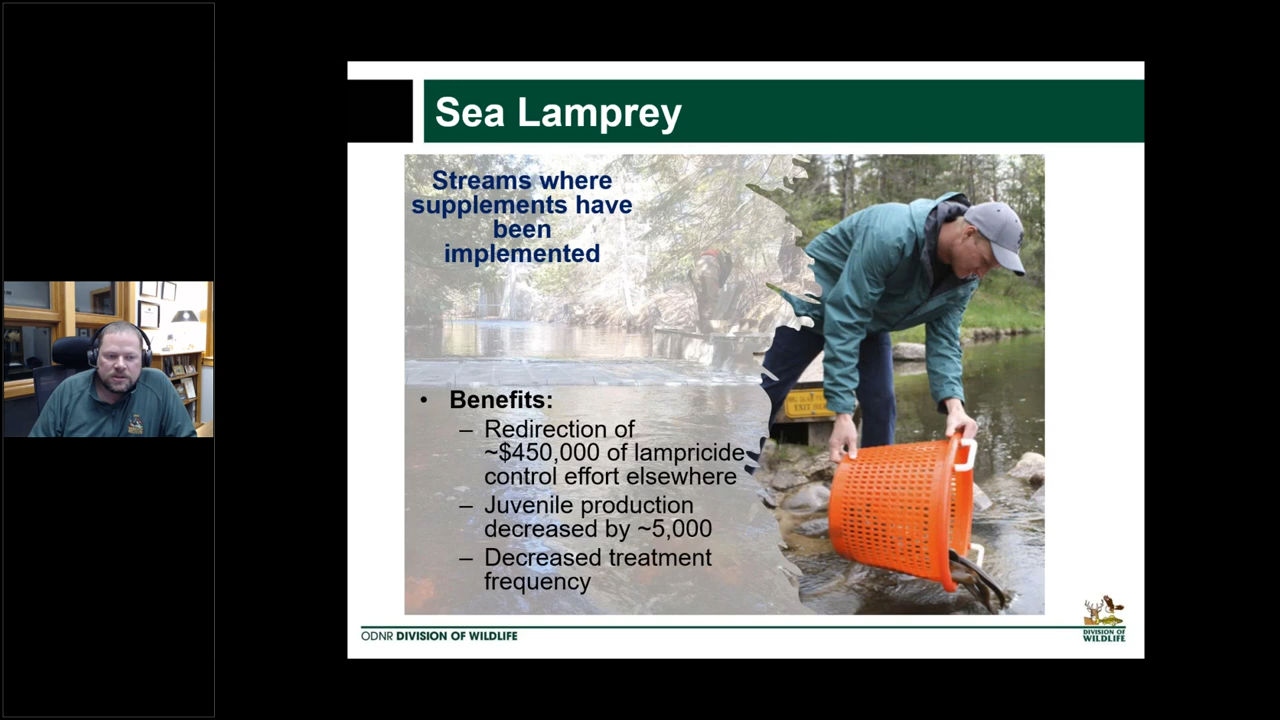 Sea Lamprey
Streams where
supplements have
been
implemented
• Benefits:
– Redirection of
~$450,000 of lampricide
control effort elsewhere
– Juvenile production
decreased by ~5,000
– Decreased treatment
frequency
ODNR DIVISION OF WILDLIFE
DIVISION OF
WILDLIFE